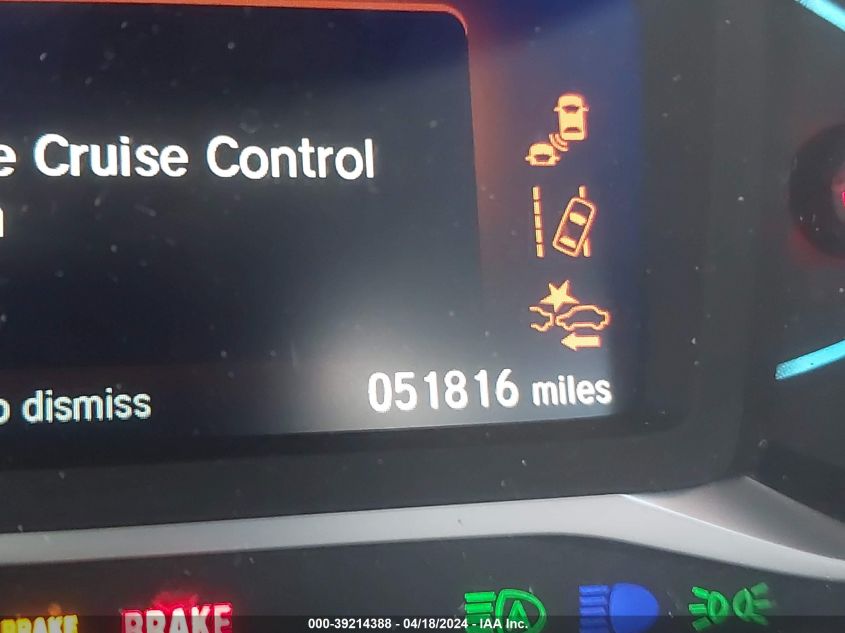 Cruise Control
dismiss
051816 miles
BRAKE BRAKE
000-39214388 - 04/18/2024 - IAA Inc.